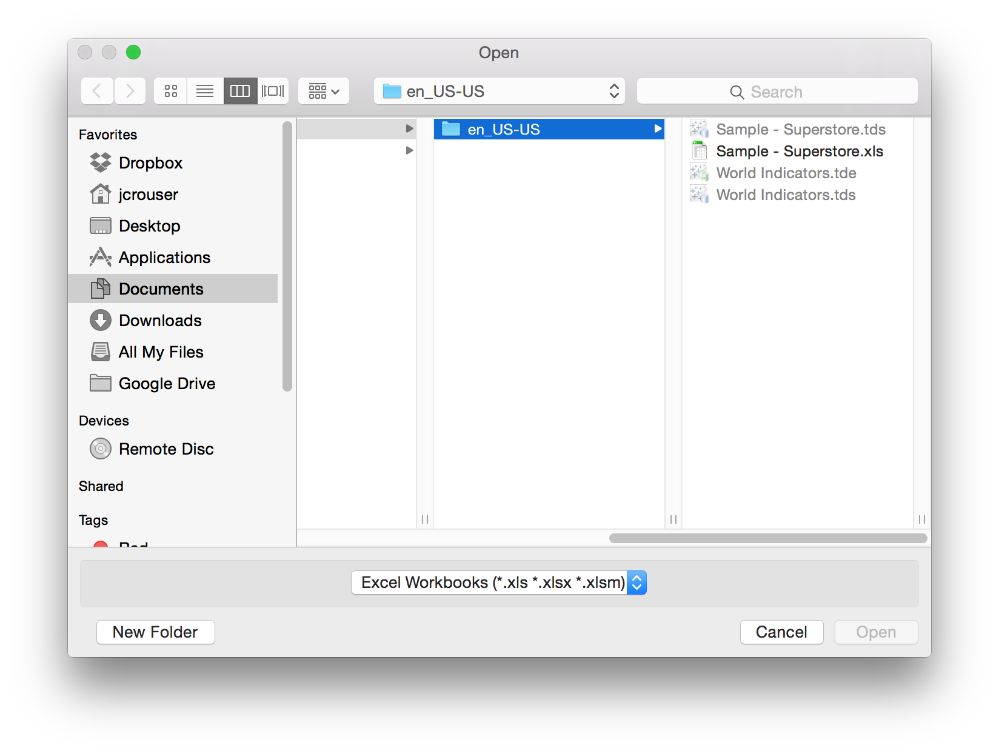 Open
en_US-US
Search
Favorites
Dropbox
jcrouser
Desktop
Applications
Documents
Downloads
All My Files
Google Drive
Devices
Remote Disc
Shared
Tags
Red
en_US-US
Sample - Superstore.tds
Sample - Superstore.xls
World Indicators.tde
World Indicators.tds
Excel Workbooks (*.xls *.xlsx *.xlsm)
New Folder
Cancel
Open